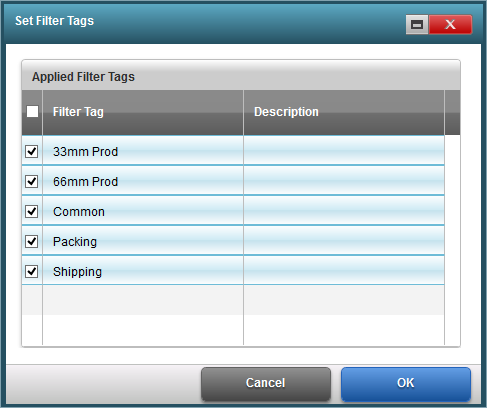 Set Filter Tags
X
Applied Filter Tags
Filter Tag Description
33mm Prod
66mm Prod
Common
Packing
Shipping
Cancel OK